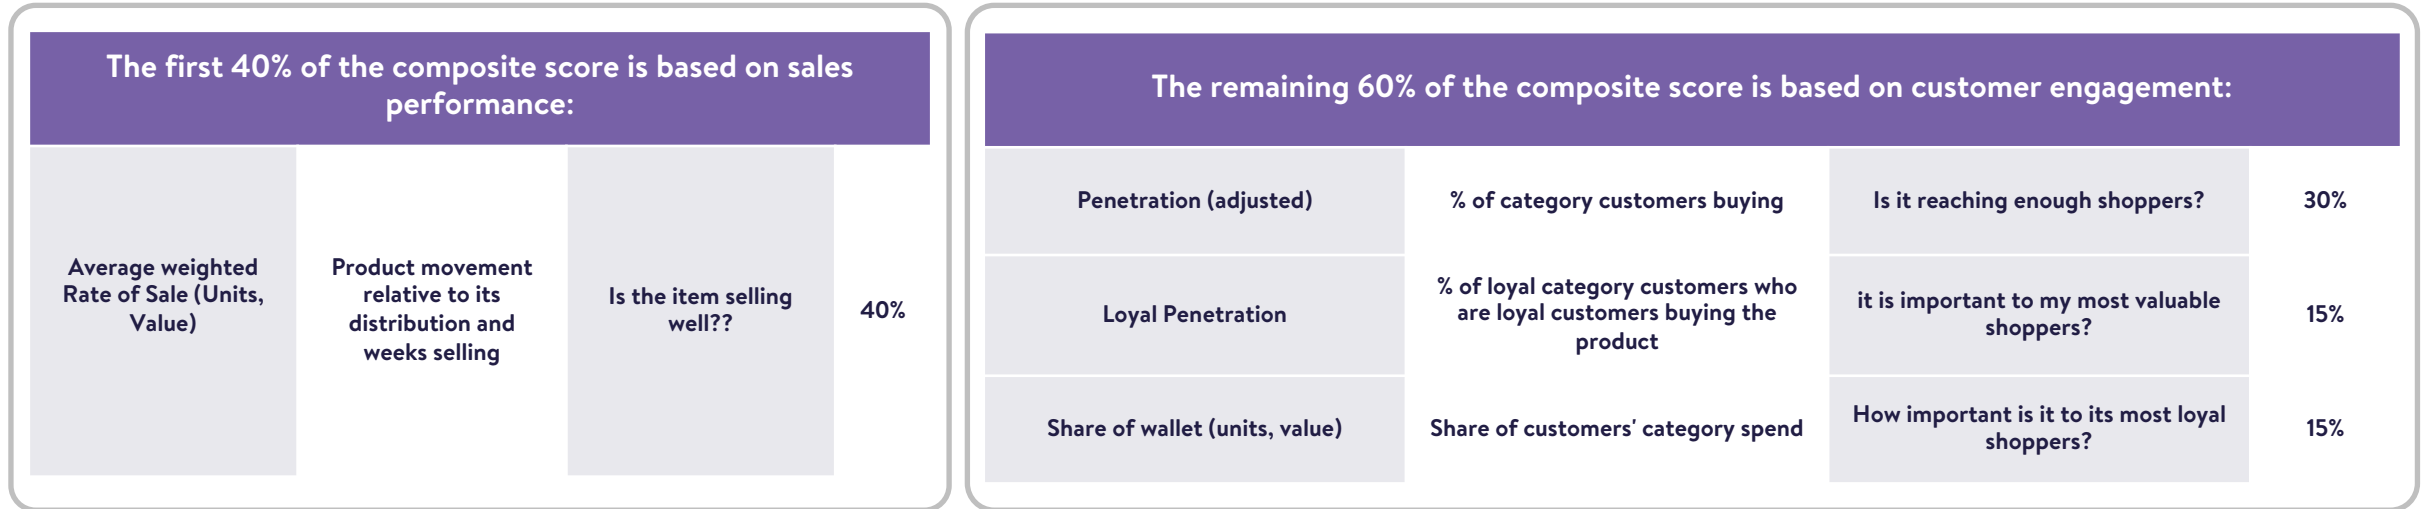 The first 40% of the composite score is based on sales
performance:
Average weighted
Rate of Sale (Units,
Value)
Product movement
relative to its
distribution and
weeks selling
Is the item selling
well??
40%
The remaining 60% of the composite score is based on customer engagement:
Penetration (adjusted)
% of category customers buying
Is it reaching enough shoppers?
30%
Loyal Penetration
% of loyal category customers who
are loyal customers buying the
product
it is important to my most valuable
shoppers?
15%
Share of wallet (units, value)
Share of customers' category spend
How important is it to its most loyal
shoppers?
15%